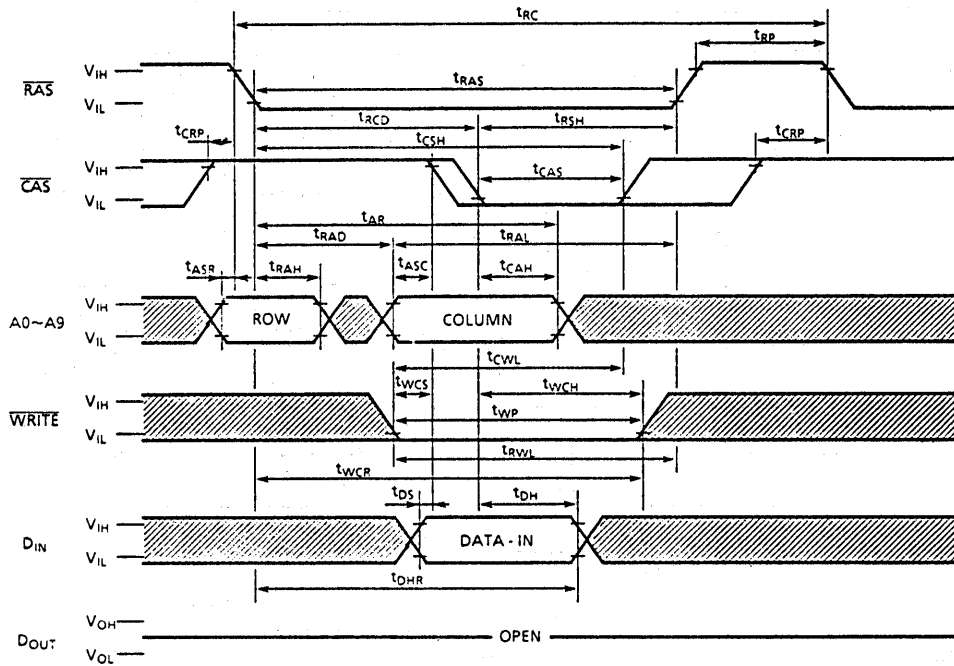 tRC
tRP
RAS
VIH
VIL
tRAS
tRCD
tRSH
tCRP
tCSH
tCRP
CAS
VIH
VIL
tCAS
tAR
tRAD
tRAL
tASR
tRAH
tASC
tCAH
A0~A9
VIH
VIL
ROW
COLUMN
tCWL
tWCS
tWCH
WRITE
VIH
VIL
tWP
tRWL
tWCR
tDS
tDH
DIN
VIH
VIL
DATA - IN
tDHR
DOUT
VOH
VOL
OPEN